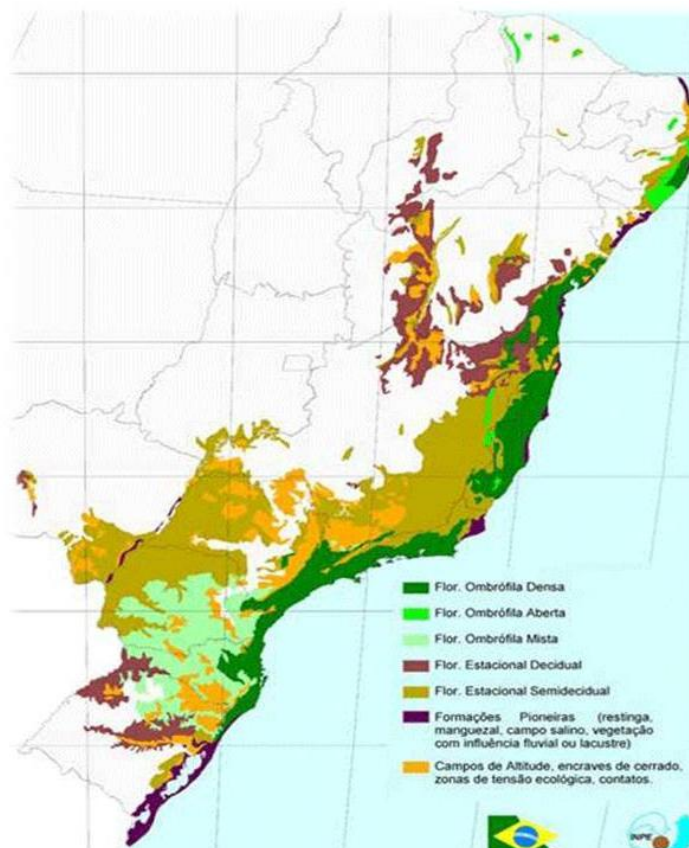 Flor. Ombrófila Densa
Flor. Ombrófila Aberta
Flor. Ombrófila Mista
Flor. Estacional Decidual
Flor. Estacional Semidecidual
Formações Pioneiras (restinga,
manguezal, campo salino, vegetação
com influência fluvial ou lacustre)
Campos de Altitude, encraves de cerrado,
zonas de tensão ecológica, contatos.
INPE